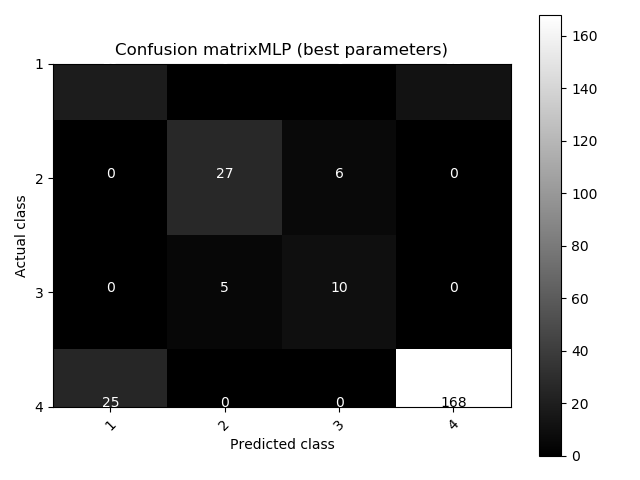 Confusion matrixMLP (best parameters)
Actual class
1
2
3
4
0 27 6 0
0 5 10 0
25 0 0 168
1 2 3 4
Predicted class
160
140
120
100
80
60
40
20
0